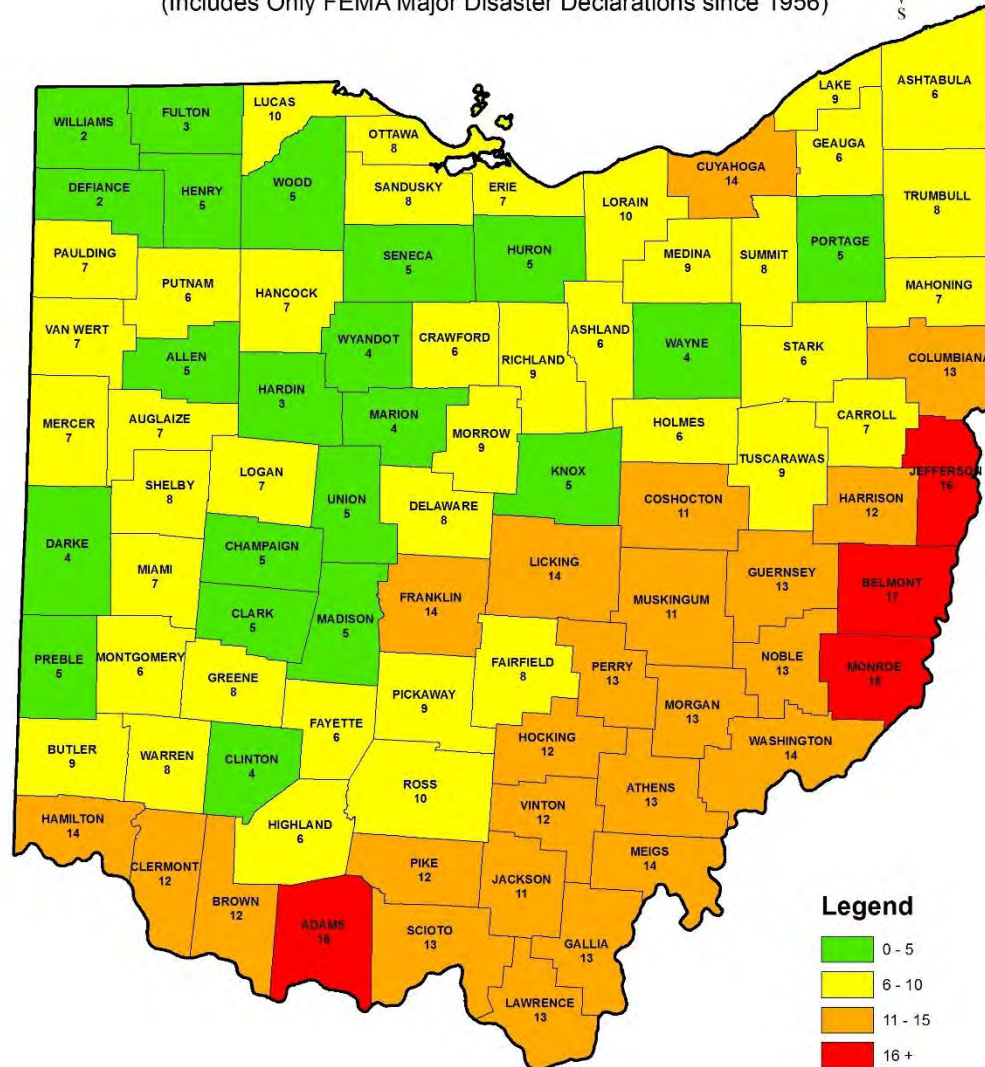 (Includes Only FEMA Major Disaster Declarations since 1956)
S
WILLIAMS
2
FULTON
3
LUCAS
10
OTTAWA
8
LAKE
9
ASHTABULA
6
DEFIANCE
2
HENRY
5
WOOD
5
SANDUSKY
8
ERIE
7
LORAIN
10
CUYAHOGA
14
GEAUGA
6
TRUMBULL
8
PAULDING
7
PUTNAM
6
HANCOCK
7
SENECA
5
HURON
5
MEDINA
9
SUMMIT
8
PORTAGE
5
MAHONING
7
VAN WERT
7
ALLEN
5
HARDIN
3
WYANDOT
4
CRAWFORD
6
RICHLAND
9
ASHLAND
6
WAYNE
4
STARK
6
COLUMBIANA
13
MERCER
7
AUGLAIZE
7
MARION
4
MORROW
9
HOLMES
6
TUSCARAWAS
9
CARROLL
7
JEFFERSON
16
SHELBY
8
LOGAN
7
UNION
5
DELAWARE
8
KNOX
5
COSHOCTON
11
HARRISON
12
DARKE
4
MIAMI
7
CHAMPAIGN
5
CLARK
5
MADISON
5
FRANKLIN
14
LICKING
14
MUSKINGUM
11
GUERNSEY
13
BELMONT
17
PREBLE
5
MONTGOMERY
6
GREENE
8
FAYETTE
6
PICKAWAY
9
FAIRFIELD
8
PERRY
13
MORGAN
13
NOBLE
13
MONROE
BUTLER
9
WARREN
8
CLINTON
4
ROSS
10
HOCKING
12
VINTON
12
ATHENS
13
WASHINGTON
14
HAMILTON
14
CLERMONT
12
BROWN
12
HIGHLAND
6
ADAMS
PIKE
12
SCIOTO
13
JACKSON
11
MEIGS
14
GALLIA
13
LAWRENCE
13
Legend
0 - 5
6 - 10
11 - 15
16 +